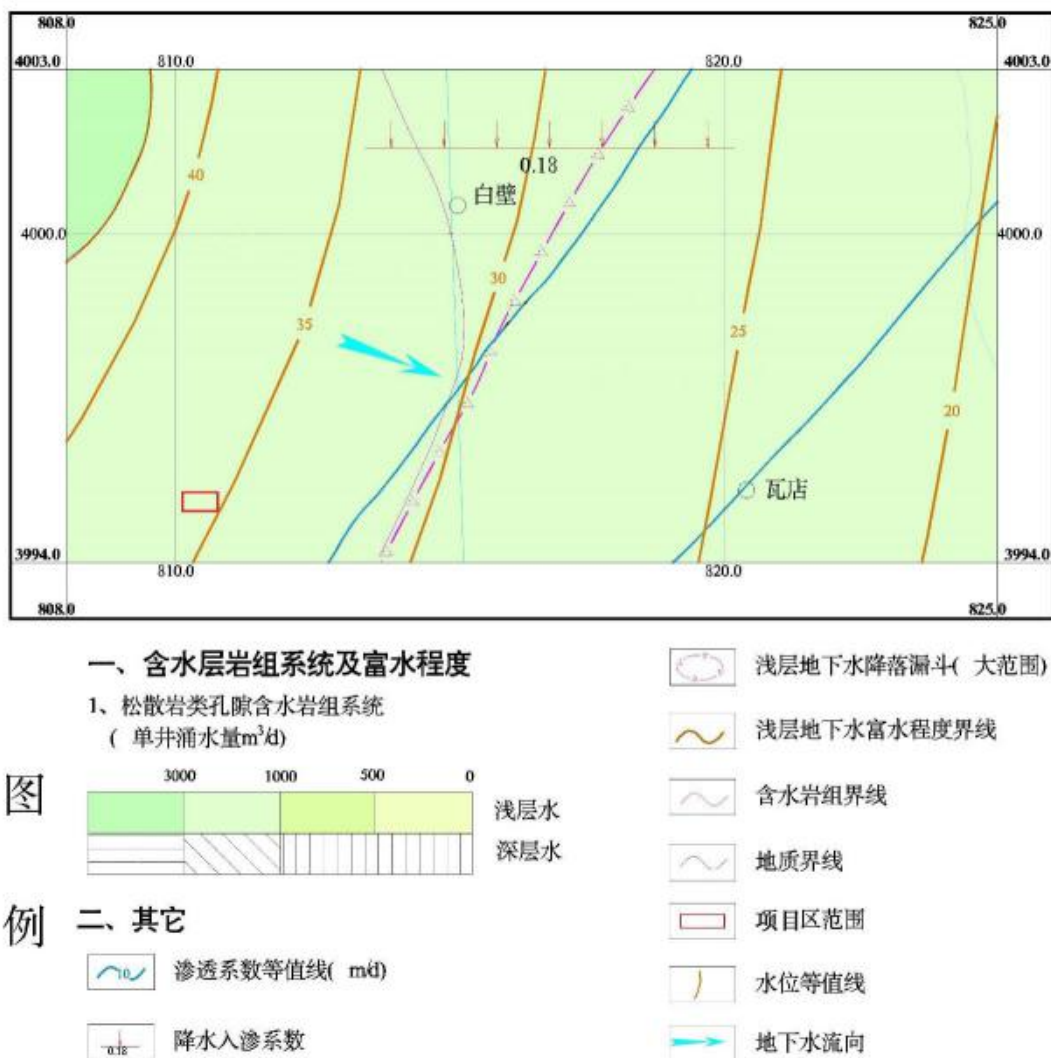 808.0 825.0
4003.0 810.0 820.0 4003.0
0.18
40
白壁
4000.0 4000.0
30
35
25
20
瓦店
3994.0 3994.0
810.0 820.0
808.0 825.0
一、含水层岩组系统及富水程度
1、松散岩类孔隙含水岩组系统
( 单井涌水量m³/d)
3000 1000 500 0
浅层水
深层水
图
例
二、其它
10
渗透系数等值线( m/d)
0.18
降水入渗系数
浅层地下水降落漏斗( 大范围)
浅层地下水富水程度界线
含水岩组界线
地质界线
项目区范围
水位等值线
地下水流向